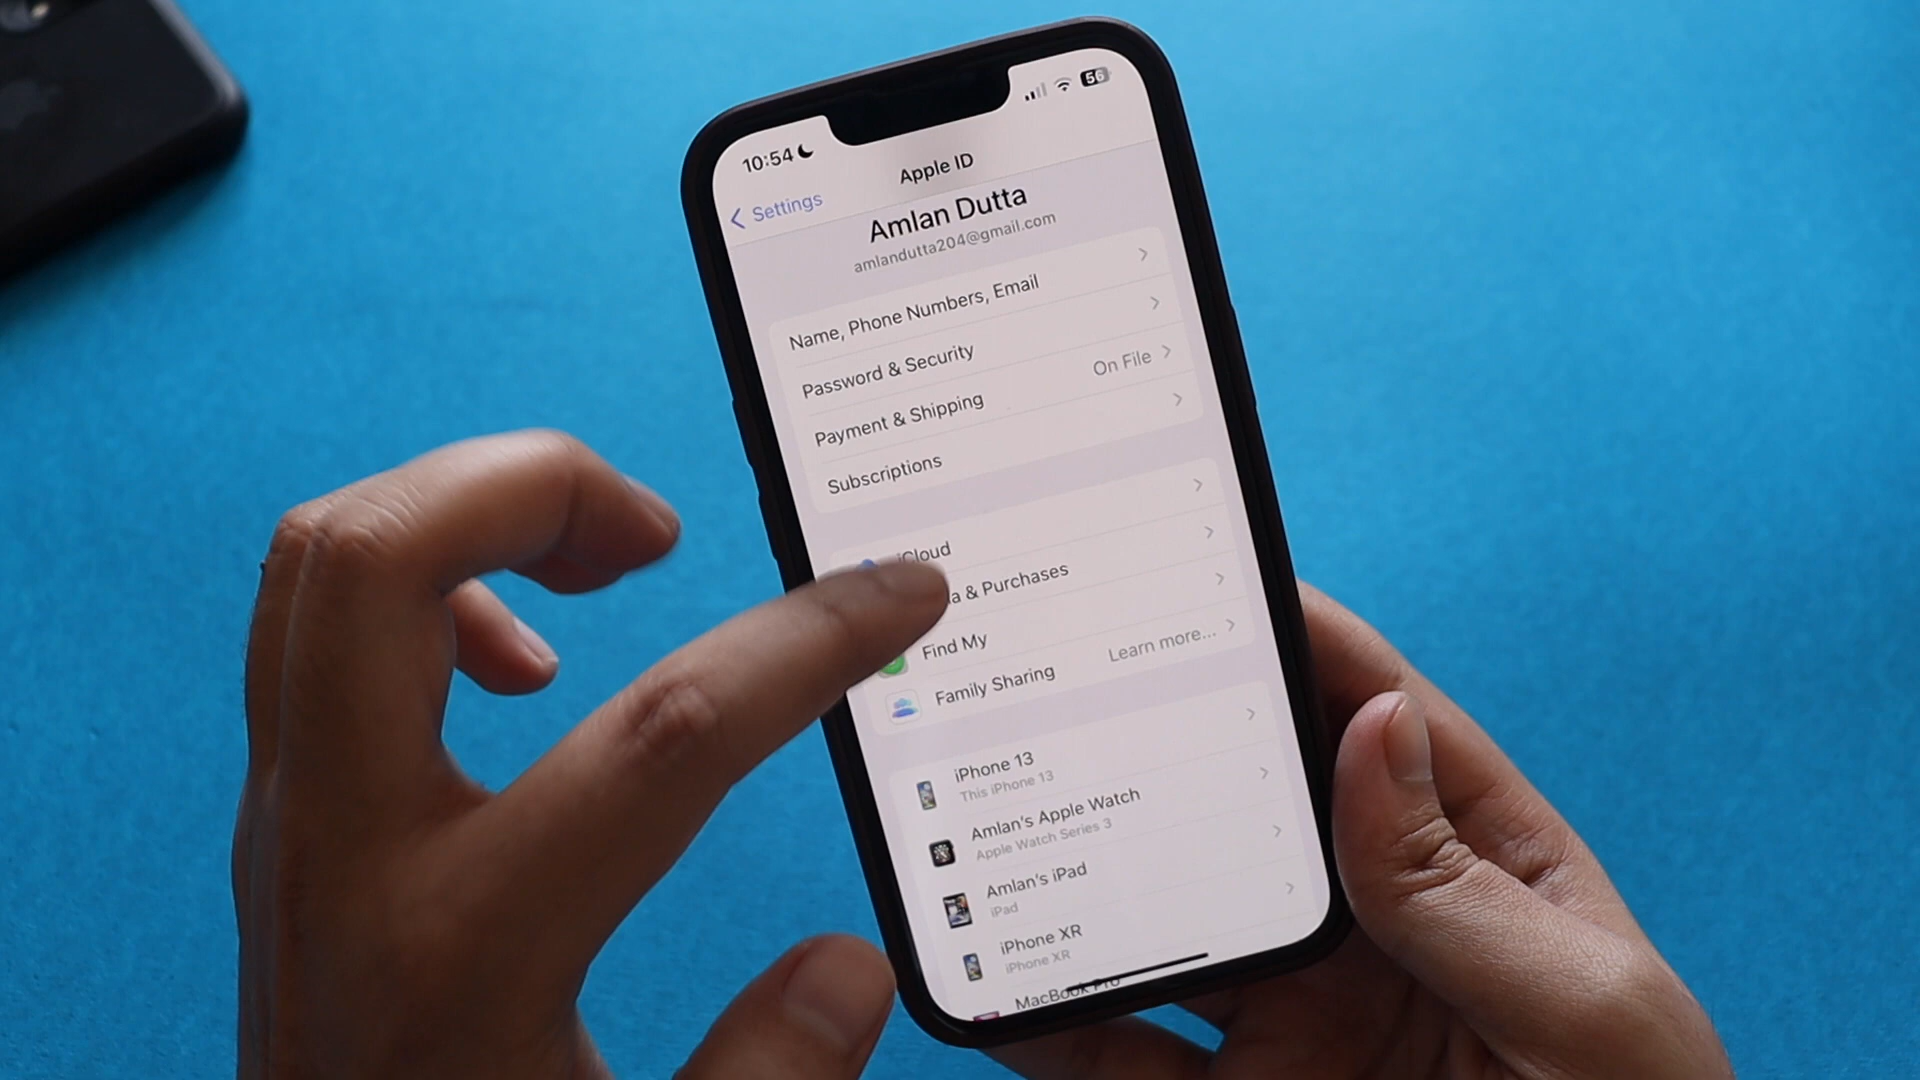 10:54
56
Apple ID
Settings
Amlan Dutta
amlandutta204@gmail.com
Name, Phone Numbers, Email
Password & Security
Payment & Shipping On File
Subscriptions
iCloud
& Purchases
Find My
Family Sharing Learn more...
iPhone 13
This iPhone 13
Amlan's Apple Watch
Apple Watch Series 3
Amlan's iPad
iPad
iPhone XR
iPhone XR
MacBook Pro